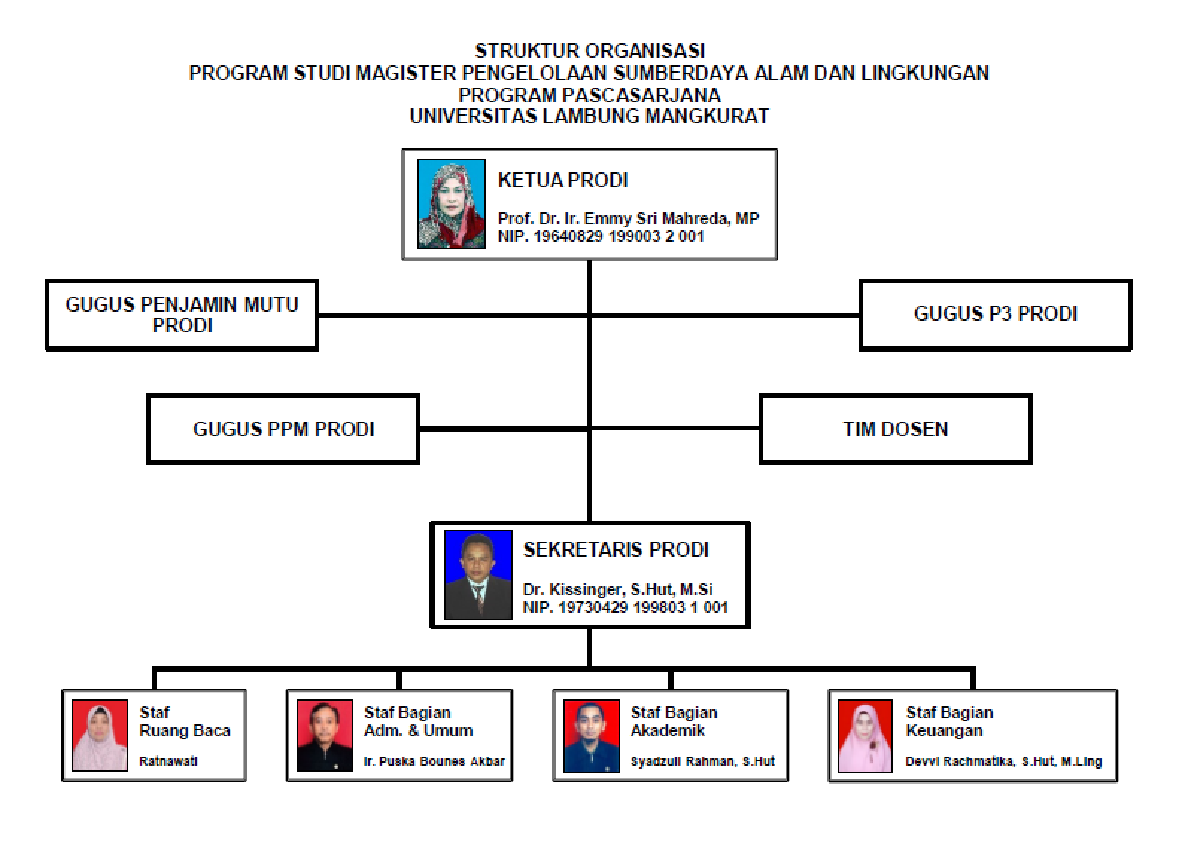 STRUKTUR ORGANISASI
PROGRAM STUDI MAGISTER PENGELOLAAN SUMBERDAYA ALAM DAN LINGKUNGAN
PROGRAM PASCASARJANA
UNIVERSITAS LAMBUNG MANGKURAT
KETUA PRODI
Prof. Dr. Ir. Emmy Sri Mahreda, MP
NIP. 19640829 199003 2 001
GUGUS PENJAMIN MUTU
PRODI
GUGUS P3 PRODI
GUGUS PPM PRODI
TIM DOSEN
SEKRETARIS PRODI
Dr. Kissinger, S.Hut, M.Si
NIP. 19730429 199803 1 001
Staf
Ruang Baca
Ratnawati
Staf Bagian
Adm. & Umum
Ir. Puska Bounes Akbar
Staf Bagian
Akademik
Syadzuli Rahman, S.Hut
Staf Bagian
Keuangan
Devvi Rachmatika, S.Hut, M.Ling